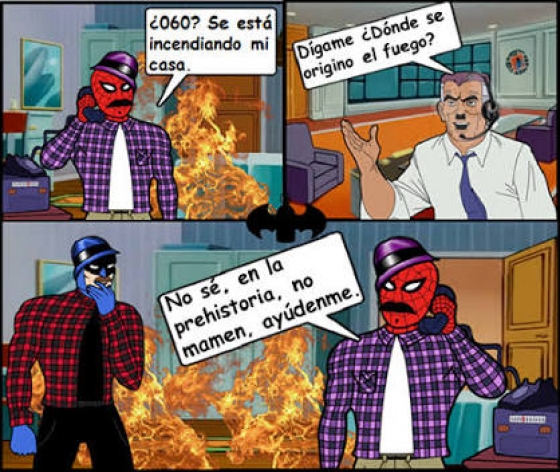 ¿060? Se está
incendiando mi
casa.
Dígame ¿Dónde se
origino el fuego?
No sé, en la
prehistoria, no
mamen, ayúdenme.